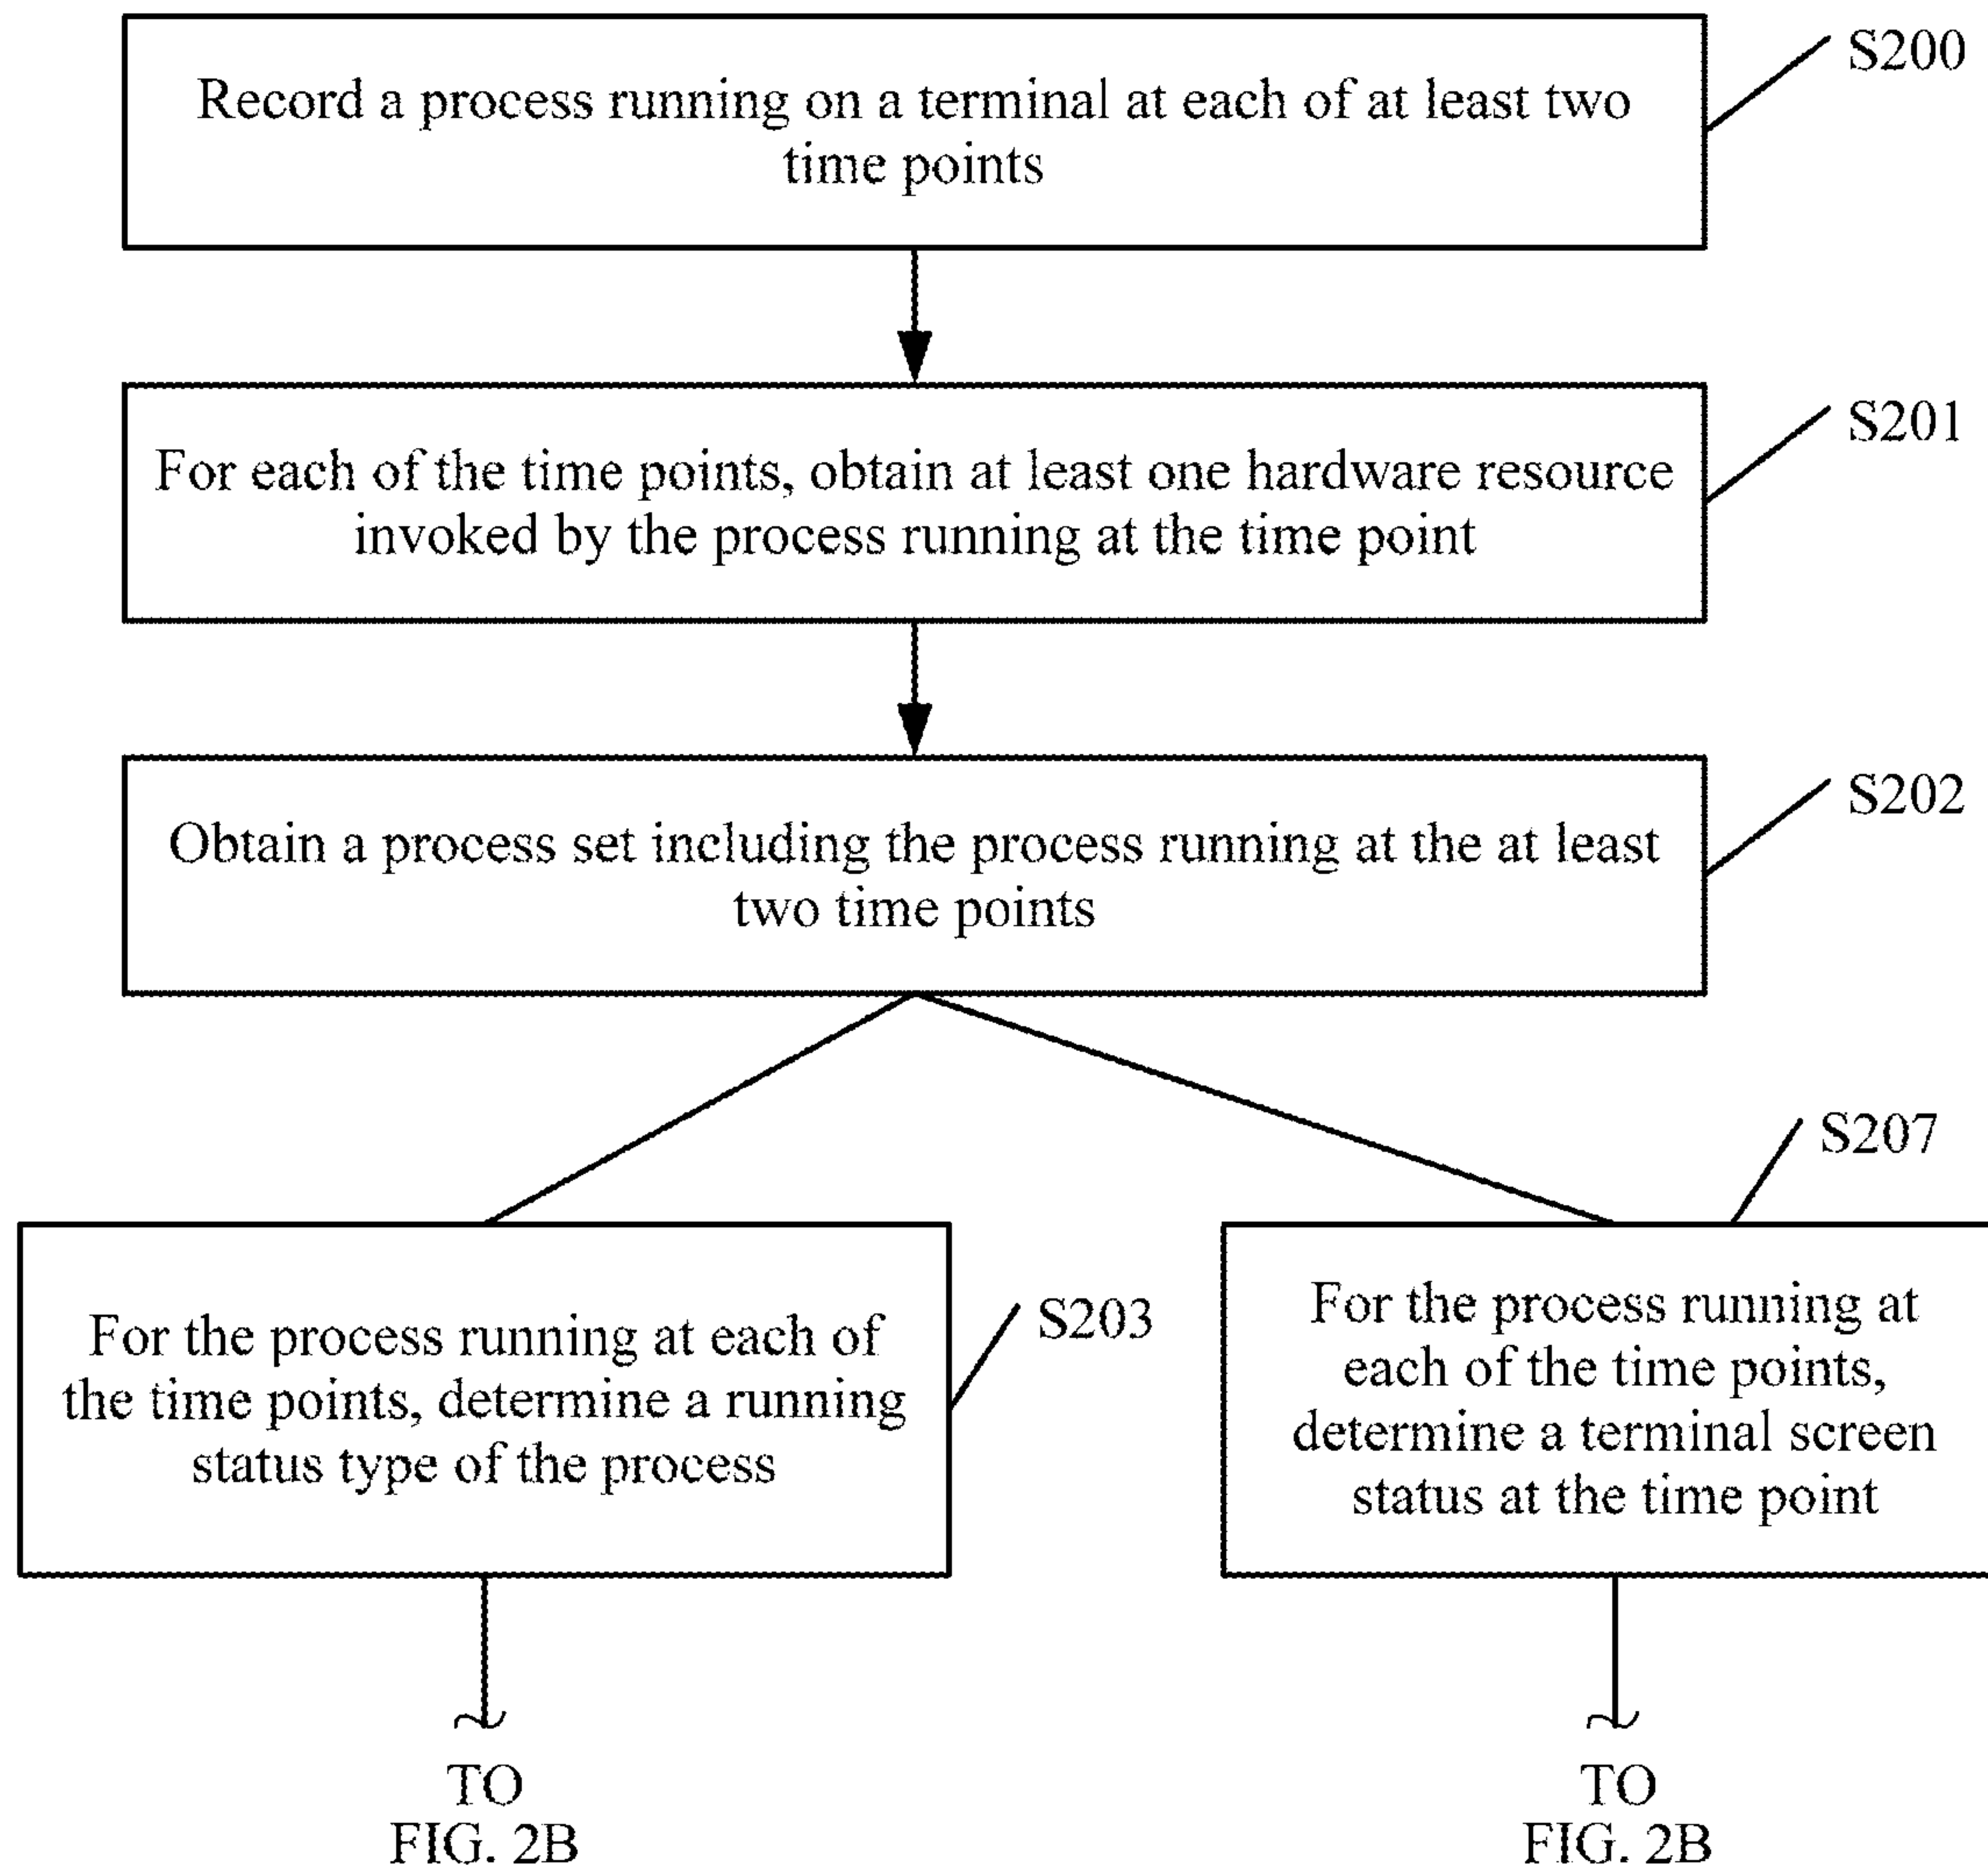 Record a process running on a terminal at each of at least two
time points
S200
For each of the time points, obtain at least one hardware resource
invoked by the process running at the time point
S201
Obtain a process set including the process running at the at least
two time points
S202
For the process running at each of
the time points, determine a running
status type of the process
S203
For the process running at
each of the time points,
determine a terminal screen
status at the time point
S207
TO
FIG. 2B
TO
FIG. 2B